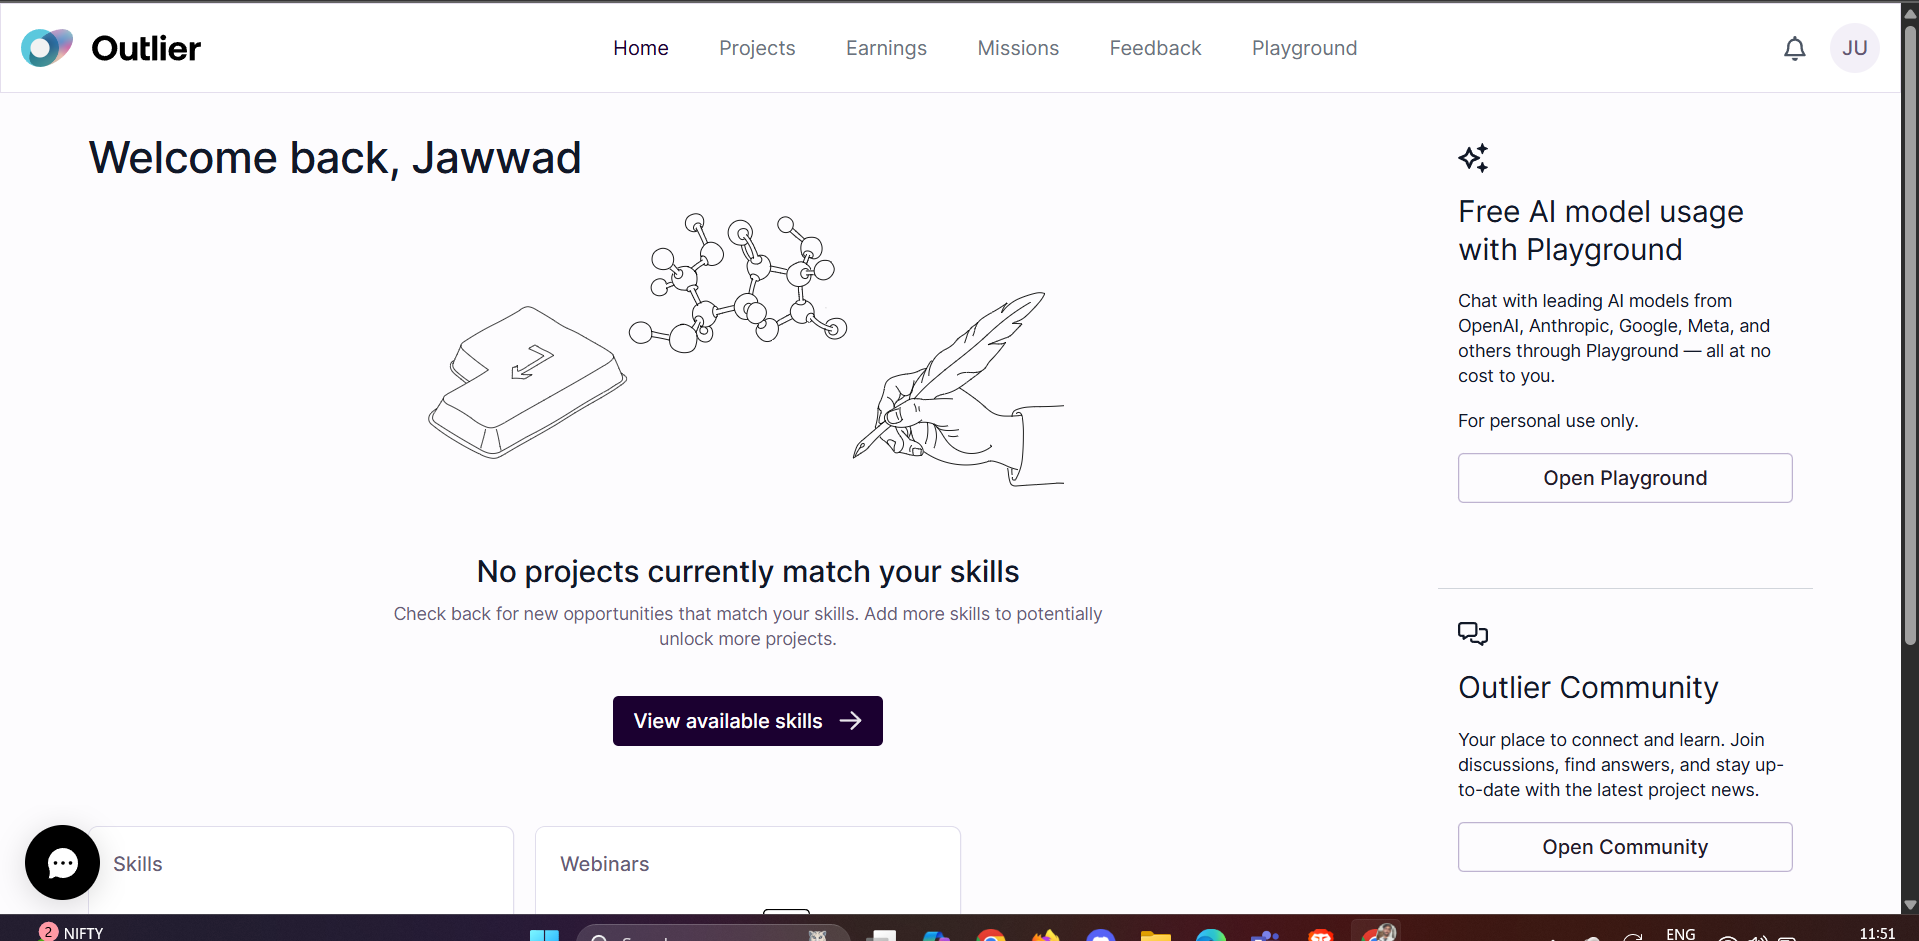 Outlier
Home
Projects
Earnings
Missions
Feedback
Playground
JU
Welcome back, Jawwad
No projects currently match your skills
Check back for new opportunities that match your skills. Add more skills to potentially
unlock more projects.
View available skills
Skills
Webinars
Free AI model usage
with Playground
Chat with leading AI models from
OpenAI, Anthropic, Google, Meta, and
others through Playground — all at no
cost to you.
For personal use only.
Open Playground
Outlier Community
Your place to connect and learn. Join
discussions, find answers, and stay up-
to-date with the latest project news.
Open Community
2
NIFTY
ENG
11:51